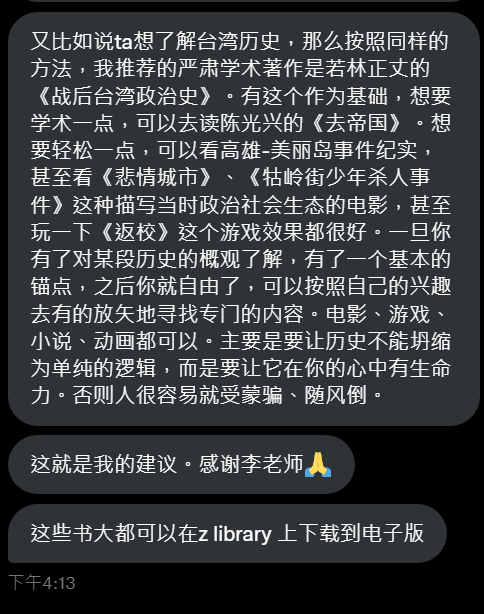 又比如说ta想了解台湾历史，那么按照同样的
方法，我推荐的严肃学术著作是若林正丈的
《战后台湾政治史》。有这个作为基础，想要
学术一点，可以去读陈光兴的《去帝国》。想
要轻松一点，可以看高雄-美丽岛事件纪实，
甚至看《悲情城市》、《牯岭街少年杀人事
件》这种描写当时政治社会生态的电影，甚至
玩一下《返校》这个游戏效果都很好。一旦你
有了对某段历史的概观了解，有了一个基本的
锚点，之后你就自由了，可以按照自己的兴趣
去有的放矢地寻找专门的内容。电影、游戏、
小说、动画都可以。主要是要让历史不能坍缩
为单纯的逻辑，而是要让它在你的心中有生命
力。否则人很容易就受蒙骗、随风倒。
这就是我的建议。感谢李老师🙏
这些书大都可以在z library 上下载到电子版
下午4:13